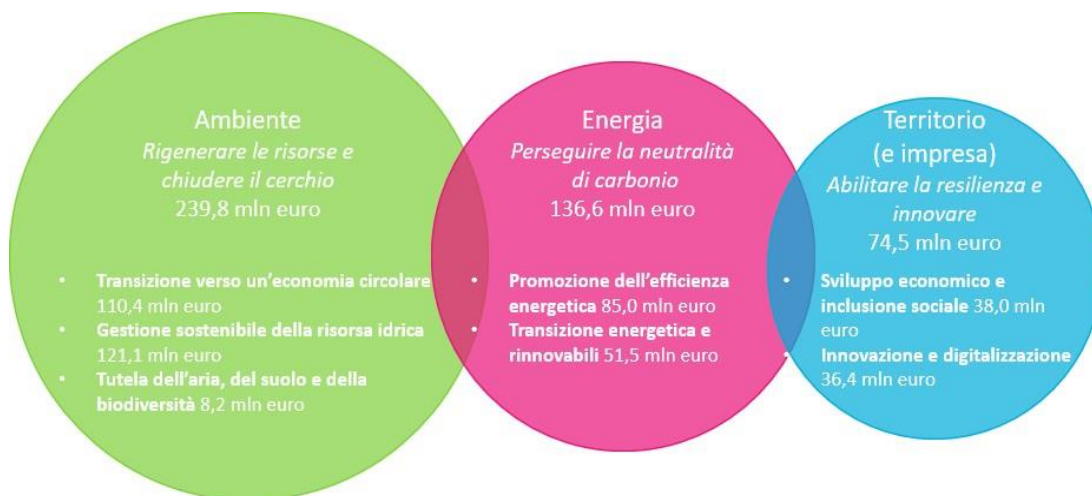 Ambiente
Rigenerare le risorse e
chiudere il cerchio
239,8 mln euro
• Transizione verso un'economia circolare
110,4 mln euro
• Gestione sostenibile della risorsa idrica
121,1 mln euro
• Tutela dell'aria, del suolo e della
biodiversità 8,2 mln euro
Energia
Perseguire la neutralità
di carbonio
136,6 mln euro
• Promozione dell'efficienza
energetica 85,0 mln euro
• Transizione energetica e
rinnovabili 51,5 mln euro
Territorio
(e impresa)
Abilitare la resilienza e
innovare
74,5 mln euro
• Sviluppo economico e
inclusione sociale 38,0 mln
euro
• Innovazione e digitalizzazione
36,4 mln euro